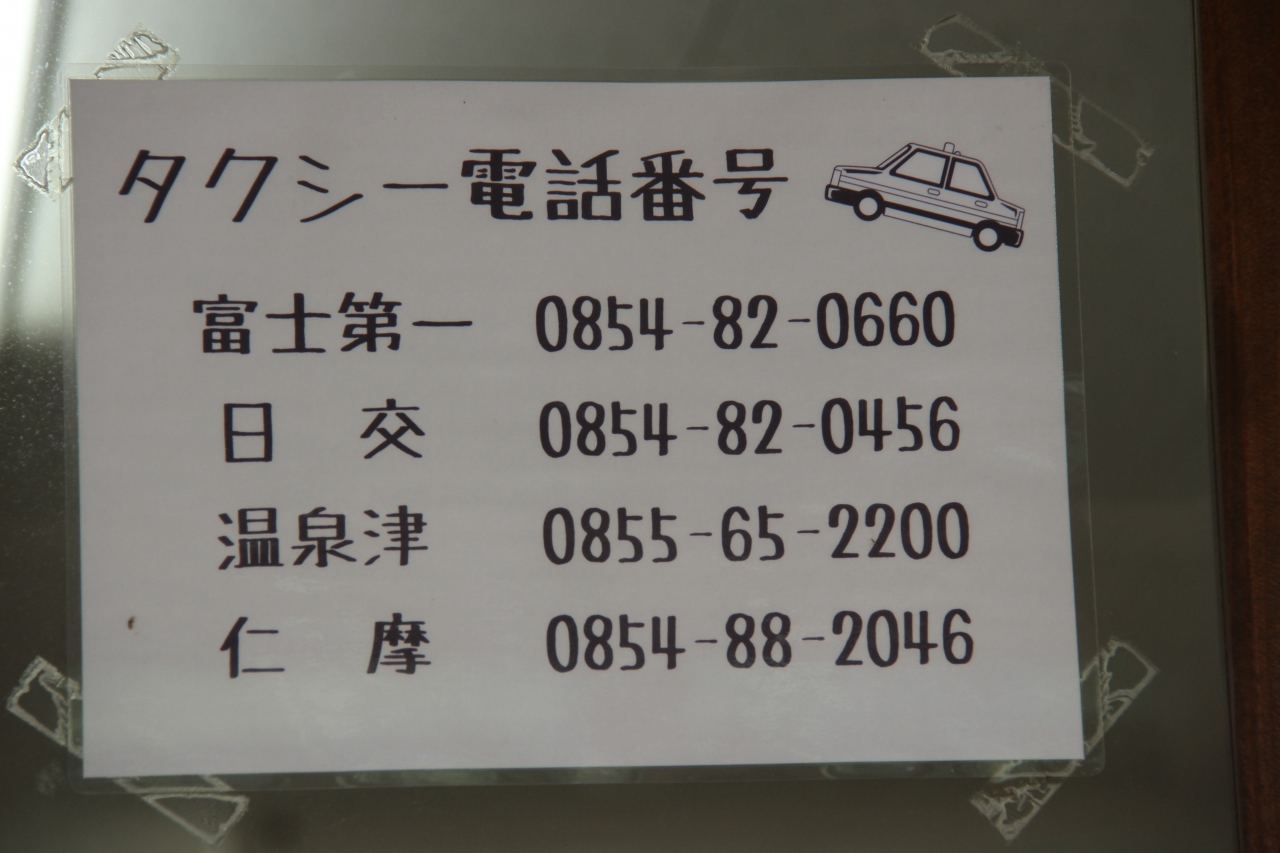 タクシー電話番号
富士第一 0854-82-0660
日 交 0854-82-0456
温泉津 0855-65-2200
仁 摩 0854-88-2046